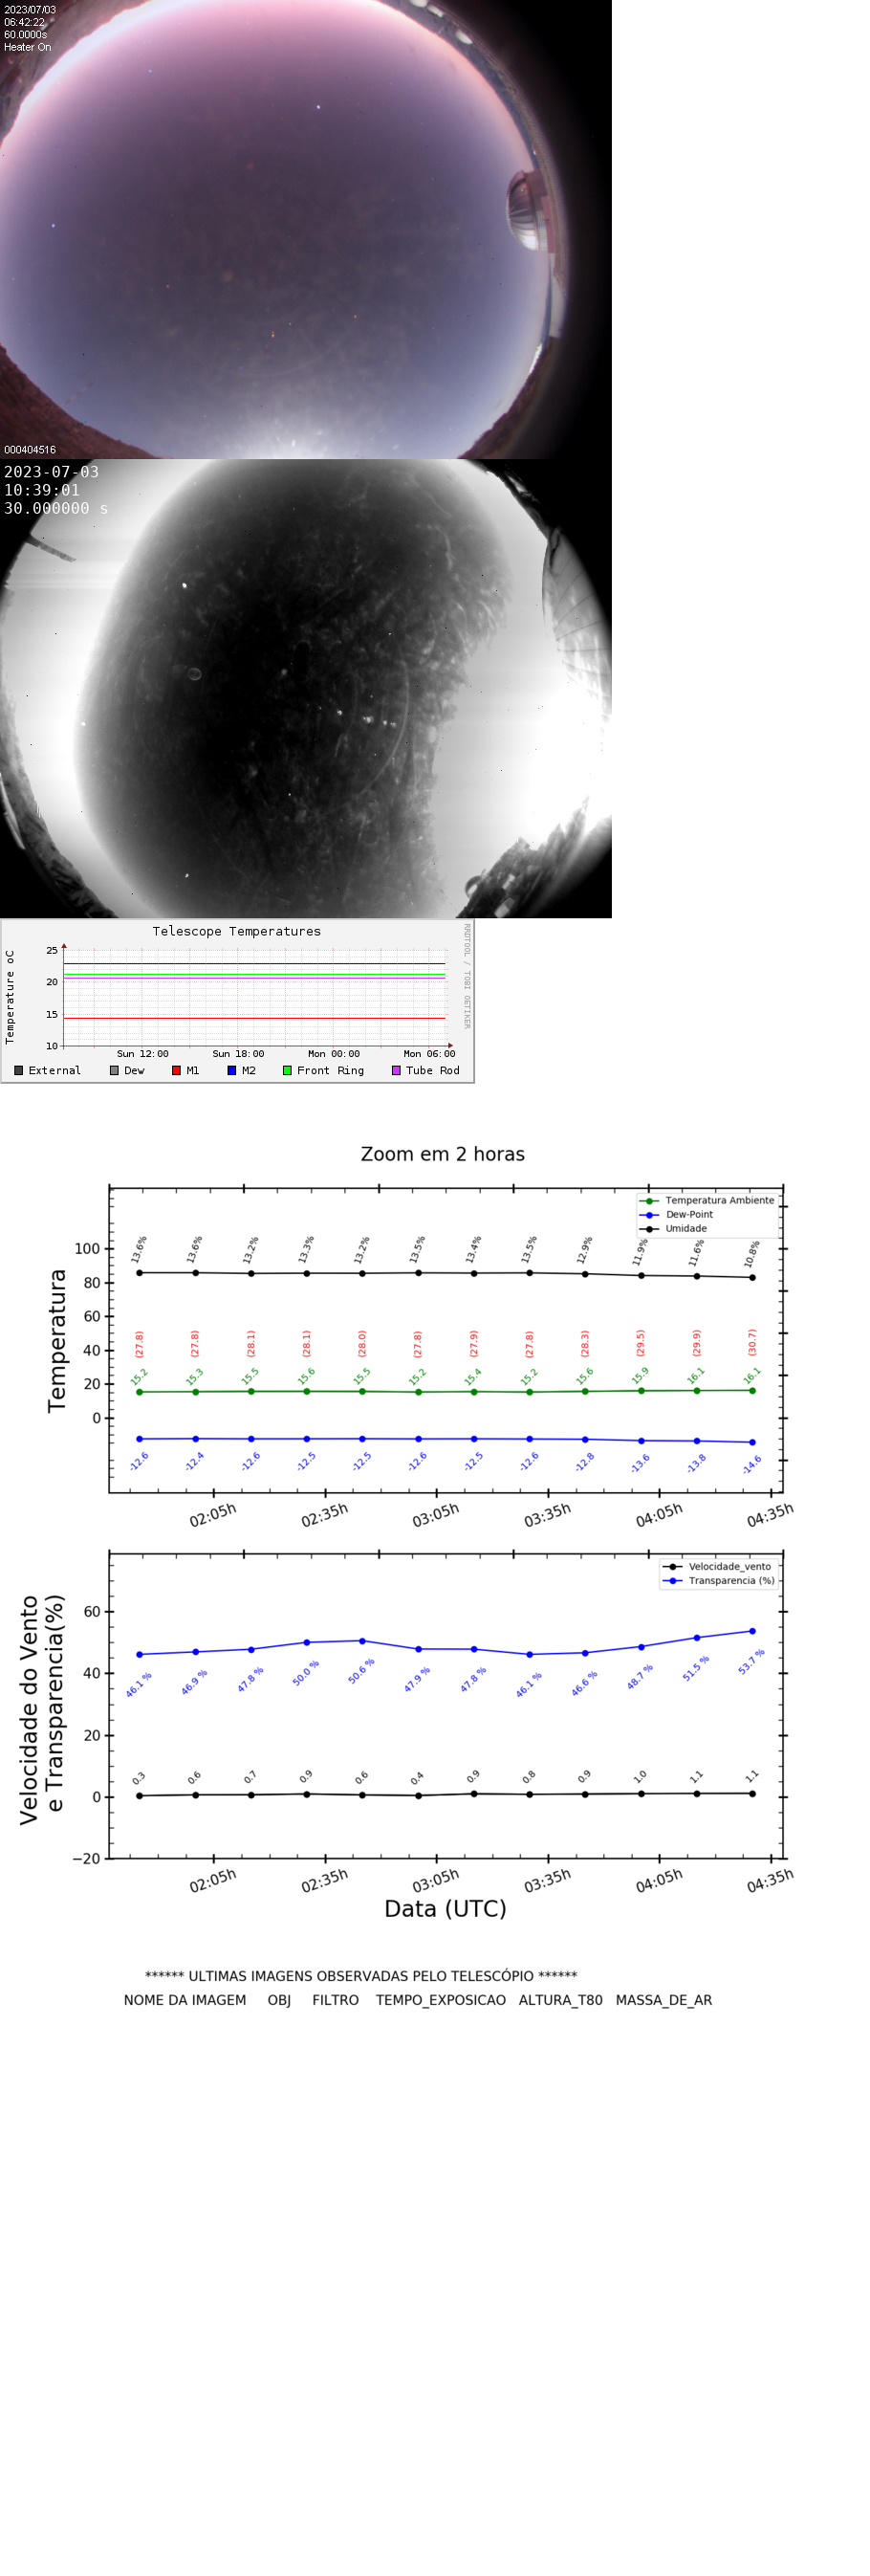 2023/07/03
06:42:22
60.0000s
Heater On
000404516
2023-07-03
10:39:01
30.000000 s
Telescope Temperatures
RRDTOOL / TOBI OETIKER
Temperature oC
25
20
15
10
Sun 12:00 Sun 18:00 Mon 00:00 Mon 06:00
External Dew M1 M2 Front Ring Tube Rod
Zoom em 2 horas
Temperatura Ambiente
Dew-Point
Umidade
Temperatura
100
80
60
40
20
0
13.6% 13.6% 13.2% 13.3% 13.2% 13.5% 13.4% 13.5% 12.9% 11.9% 11.6% 10.8%
(27.8) (27.8) (28.1) (28.1) (28.0) (27.8) (27.9) (27.8) (28.3) (29.5) (29.9) (30.7)
15.2 15.3 15.5 15.6 15.5 15.2 15.4 15.2 15.6 15.9 16.1 16.1
-12.6 -12.4 -12.6 -12.5 -12.5 -12.6 -12.5 -12.6 -12.8 -13.6 -13.8 -14.6
02:05h 02:35h 03:05h 03:35h 04:05h 04:35h
Velocidade_vento
Transparencia (%)
Velocidade do Vento
e Transparencia(%)
60
40
20
0
−20
46.1 % 46.9 % 47.8 % 50.0 % 50.6 % 47.9 % 47.8 % 46.1 % 46.6 % 48.7 % 51.5 % 53.7 %
0.3 0.6 0.7 0.9 0.6 0.4 0.9 0.8 0.9 1.0 1.1 1.1
02:05h 02:35h 03:05h 03:35h 04:05h 04:35h
Data (UTC)
****** ULTIMAS IMAGENS OBSERVADAS PELO TELESCÓPIO ******
NOME DA IMAGEM OBJ FILTRO TEMPO_EXPOSICAO ALTURA_T80 MASSA_DE_AR